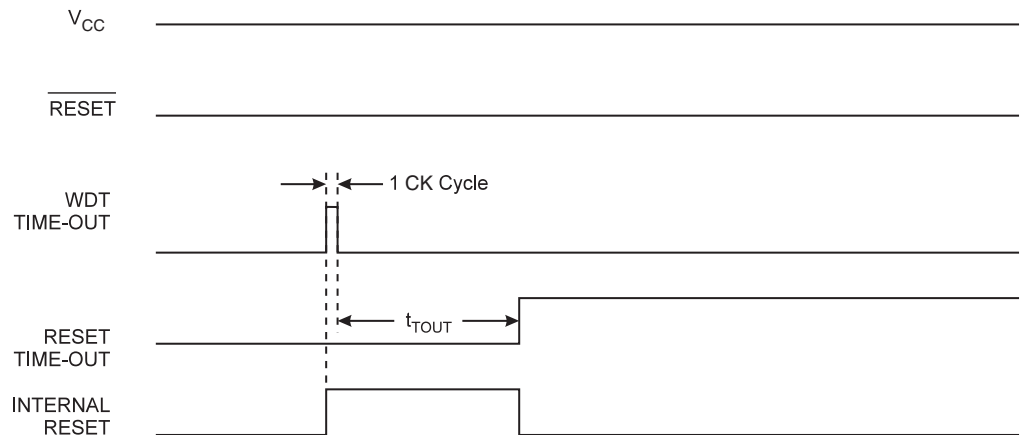 VCC
RESET
1 CK Cycle
WDT
TIME-OUT
tTOUT
RESET
TIME-OUT
INTERNAL
RESET